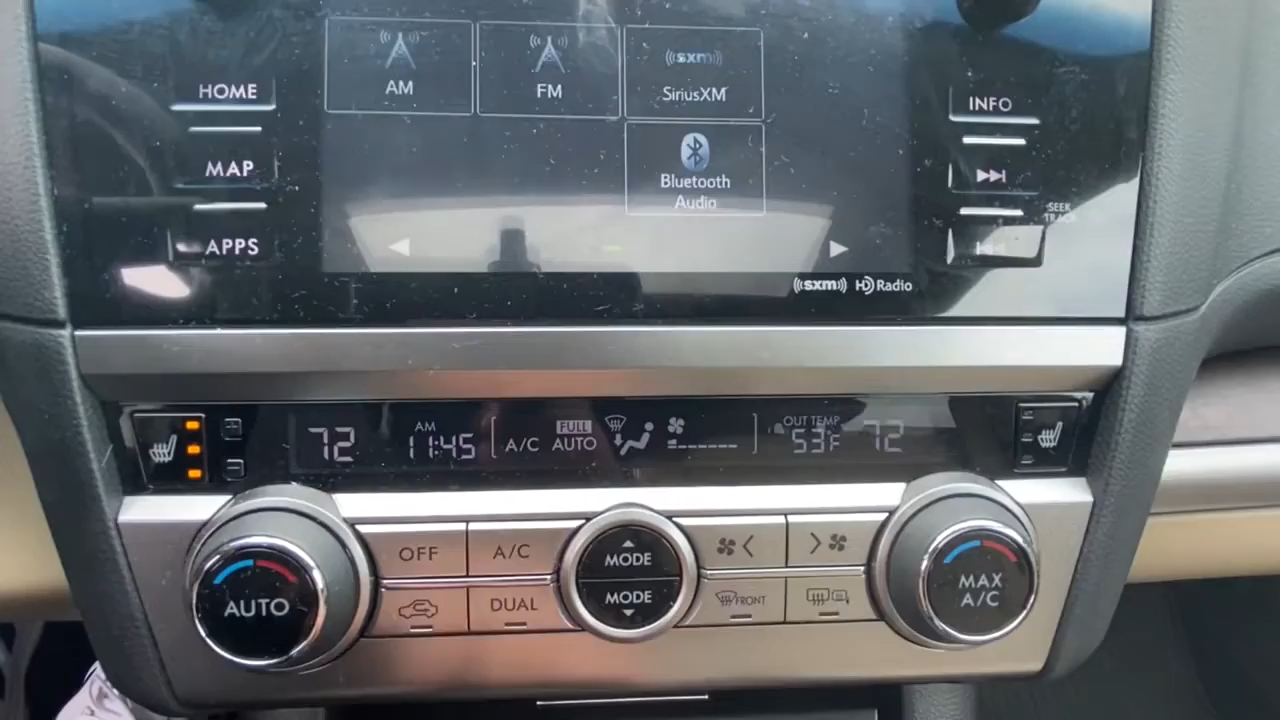 AM
FM
sxm
SiriusXM
Bluetooth
Audio
HOME
MAP
APPS
INFO
SEEK
TRACK
((sxm)) HD Radio
72
AM
11:45
A/C
FULL
AUTO
OUT TEMP
53F
72
OFF
A/C
MODE
MODE
DUAL
FRONT
AUTO
MAX
A/C